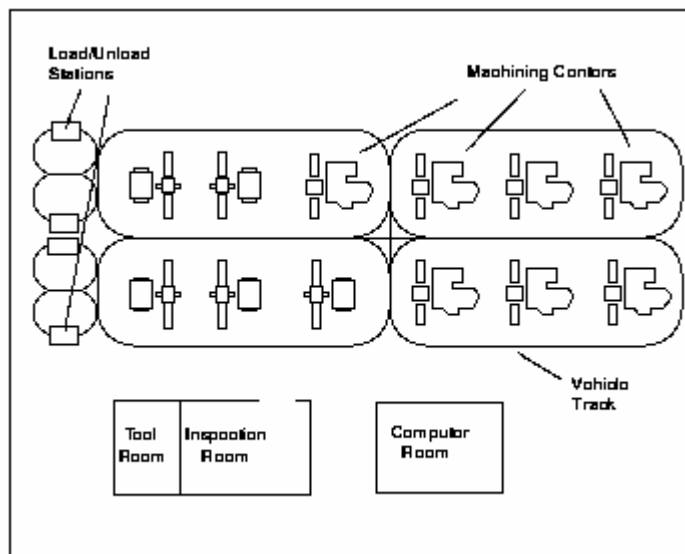 Load/Unload
Stations
Machining Centers
Vehicle
Track
Tool
Room
Inspection
Room
Computer
Room